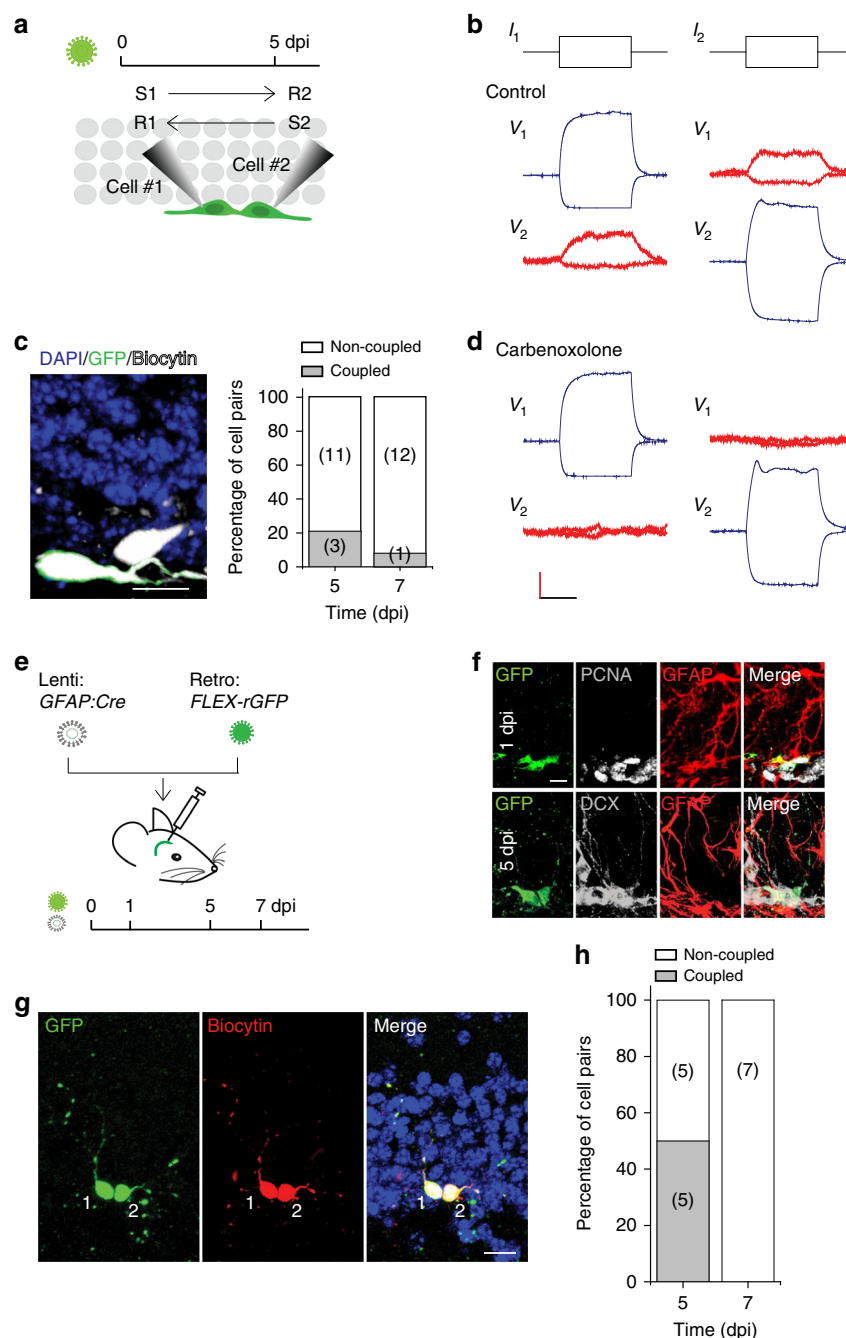 a
0
5 dpi
S1
R2
R1
S2
Cell #1
Cell #2
b
I1
I2
Control
V1
V1
V2
V2
c
DAPI/GFP/Biocytin
Non-coupled
Coupled
Percentage of cell pairs
100
80
60
40
20
0
(11)
(12)
(3)
(1)
5
7
Time (dpi)
d
Carbenoxolone
V1
V1
V2
V2
e
Lenti:
GFAP:Cre
Retro:
FLEX-rGFP
0
1
5
7 dpi
f
GFP
PCNA
GFAP
Merge
1 dpi
GFP
DCX
GFAP
Merge
5 dpi
g
GFP
Biocytin
Merge
1
2
1
2
1
2
h
Non-coupled
Coupled
Percentage of cell pairs
100
80
60
40
20
0
(5)
(7)
(5)
5
7
Time (dpi)